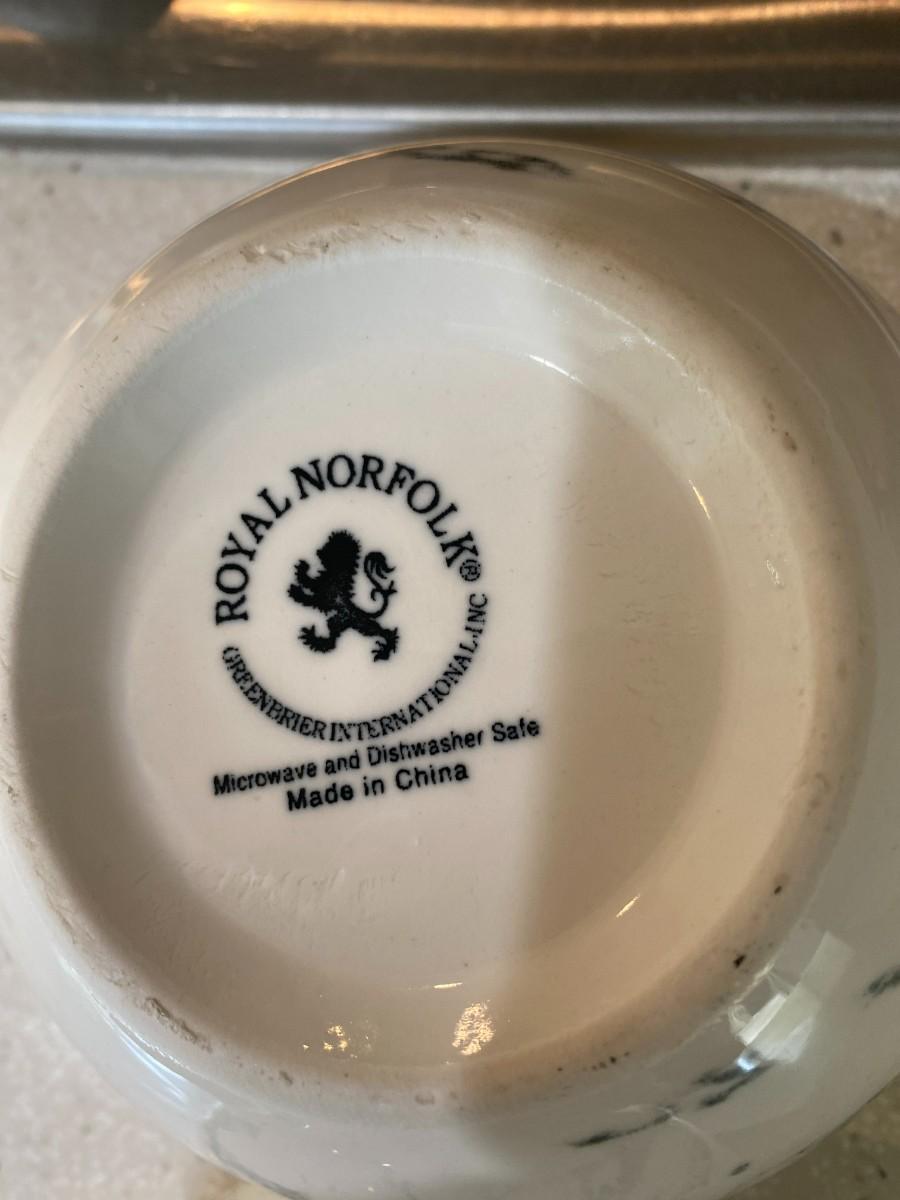 ROYAL NORFOLK®
GREENBRIER INTERNATIONAL,INC
Microwave and Dishwasher Safe
Made in China